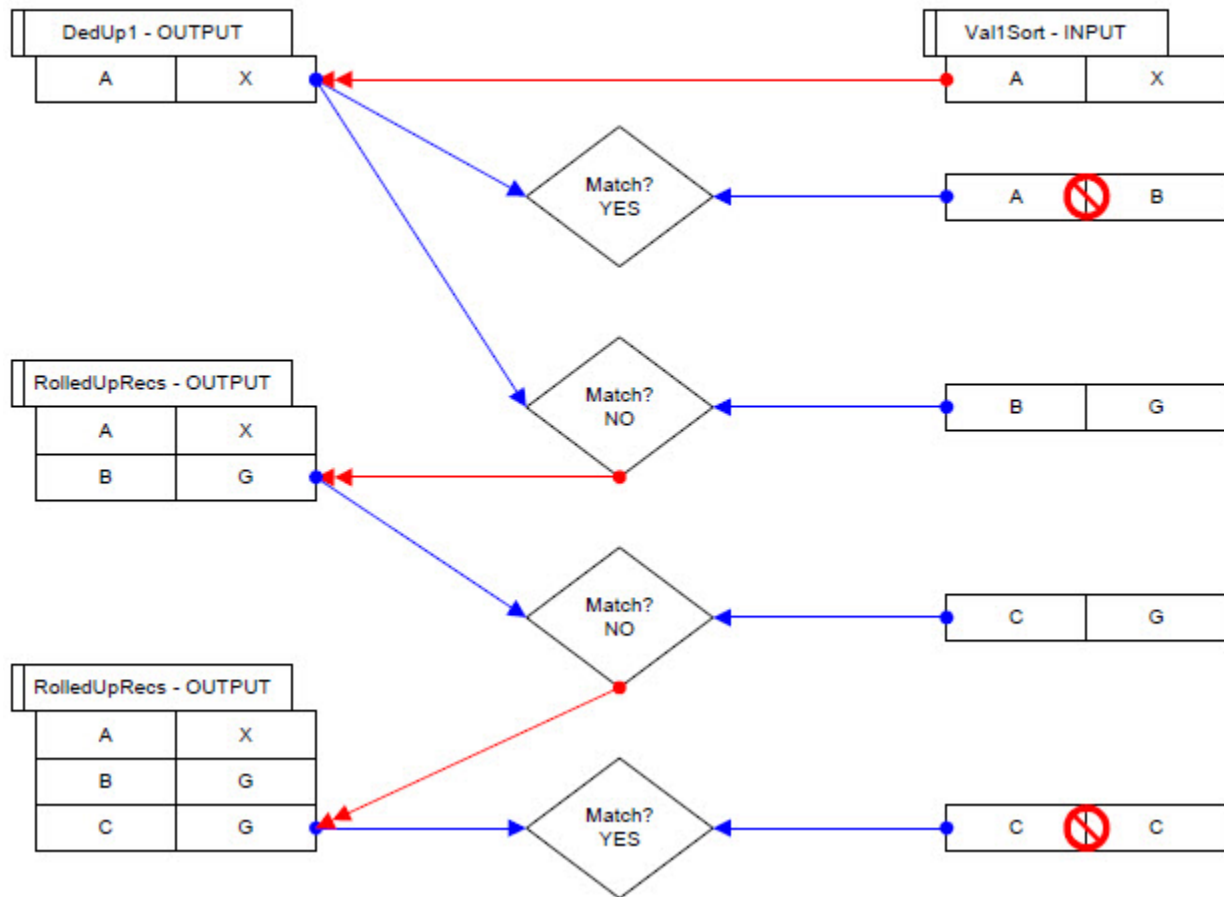 DedUp1 - OUTPUT
Val1Sort - INPUT
A X
A X
Match?
YES
A B
RolledUpRecs - OUTPUT
Match?
NO
B G
A X
B G
Match?
NO
C G
RolledUpRecs - OUTPUT
A X
B G
C G
Match?
YES
C C